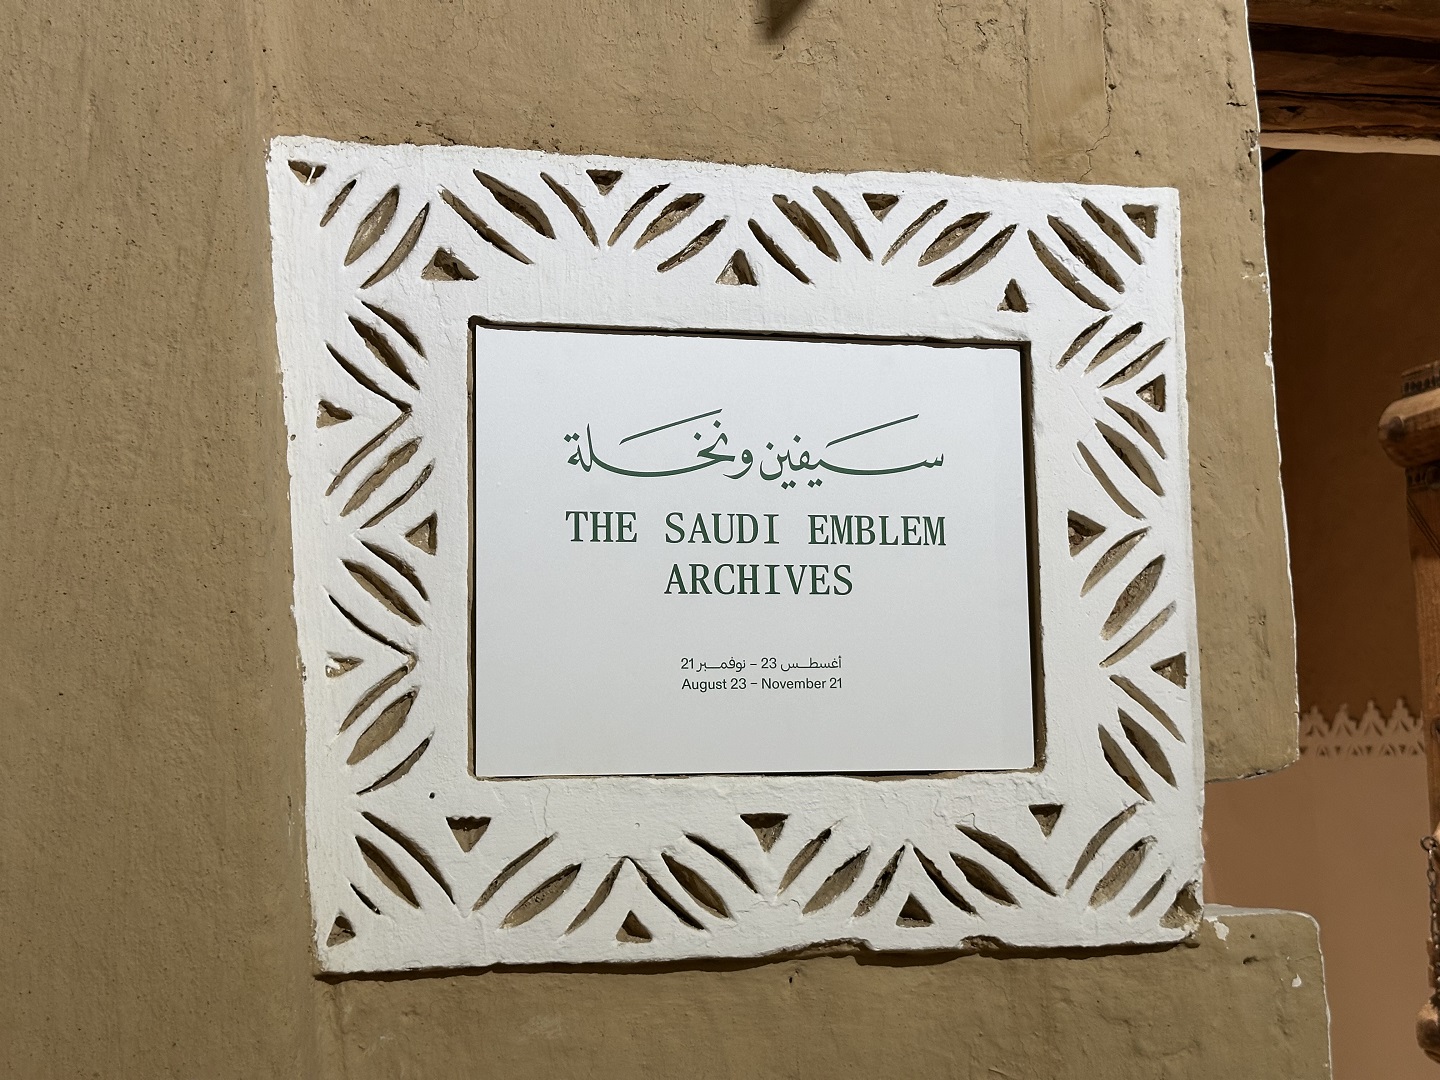 سيفين ونخلة
THE SAUDI EMBLEM
ARCHIVES
أغسطس 23 – نوفمبر 21
August 23 – November 21